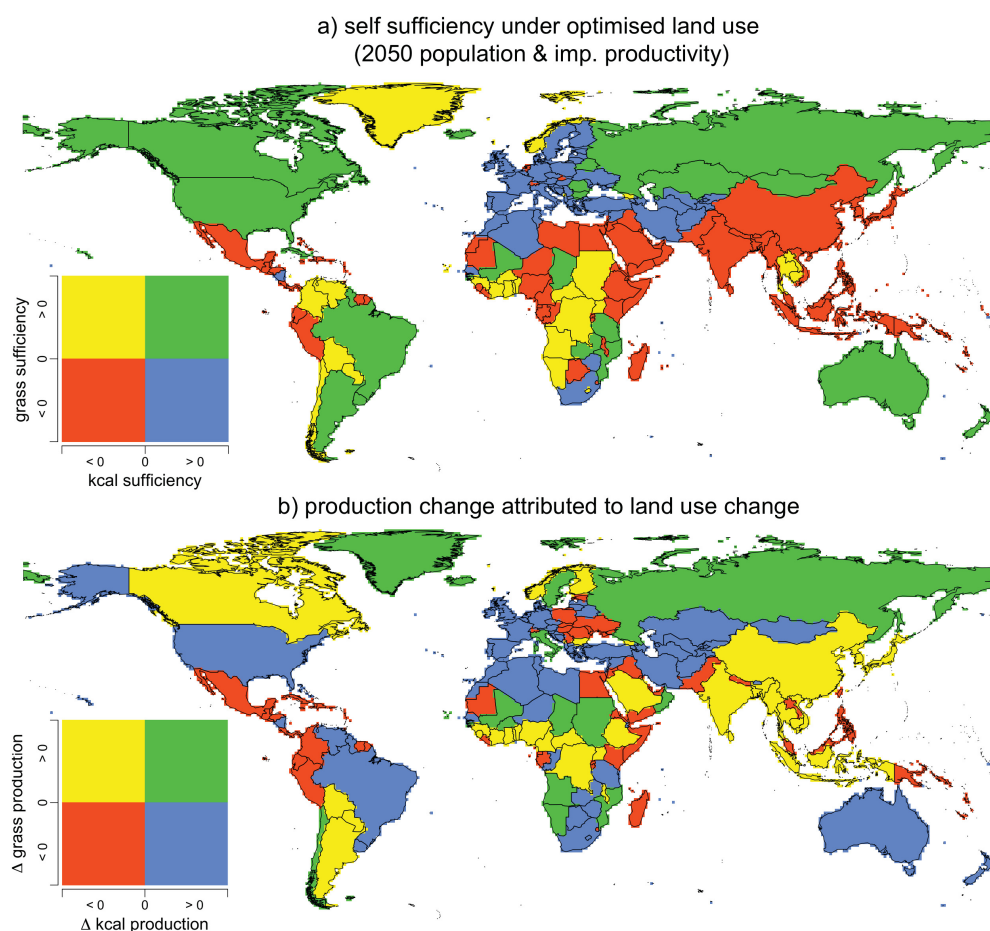 a) self sufficiency under optimised land use
(2050 population & imp. productivity)
grass sufficiency
> 0
0
< 0
< 0 0 > 0
kcal sufficiency
b) production change attributed to land use change
Δ grass production
> 0
0
< 0
< 0 0 > 0
Δ kcal production